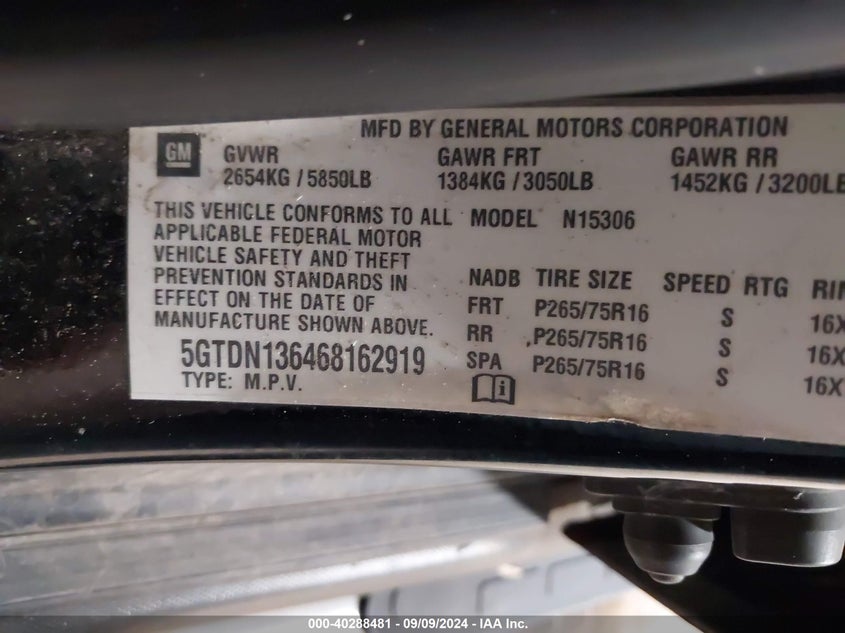 MFD BY GENERAL MOTORS CORPORATION
GM
GVWR GAWR FRT GAWR RR
2654KG / 5850LB 1384KG / 3050LB 1452KG / 3200LB
THIS VEHICLE CONFORMS TO ALL
APPLICABLE FEDERAL MOTOR
VEHICLE SAFETY AND THEFT
PREVENTION STANDARDS IN
EFFECT ON THE DATE OF
MANUFACTURE SHOWN ABOVE.
5GTDN136468162919
TYPE: M.P.V.
MODEL N15306
NADB TIRE SIZE SPEED RTG
FRT P265/75R16 S 16X
RR P265/75R16 S 16X
SPA P265/75R16 S 16X
000-40288481 - 09/09/2024 - IAA Inc.